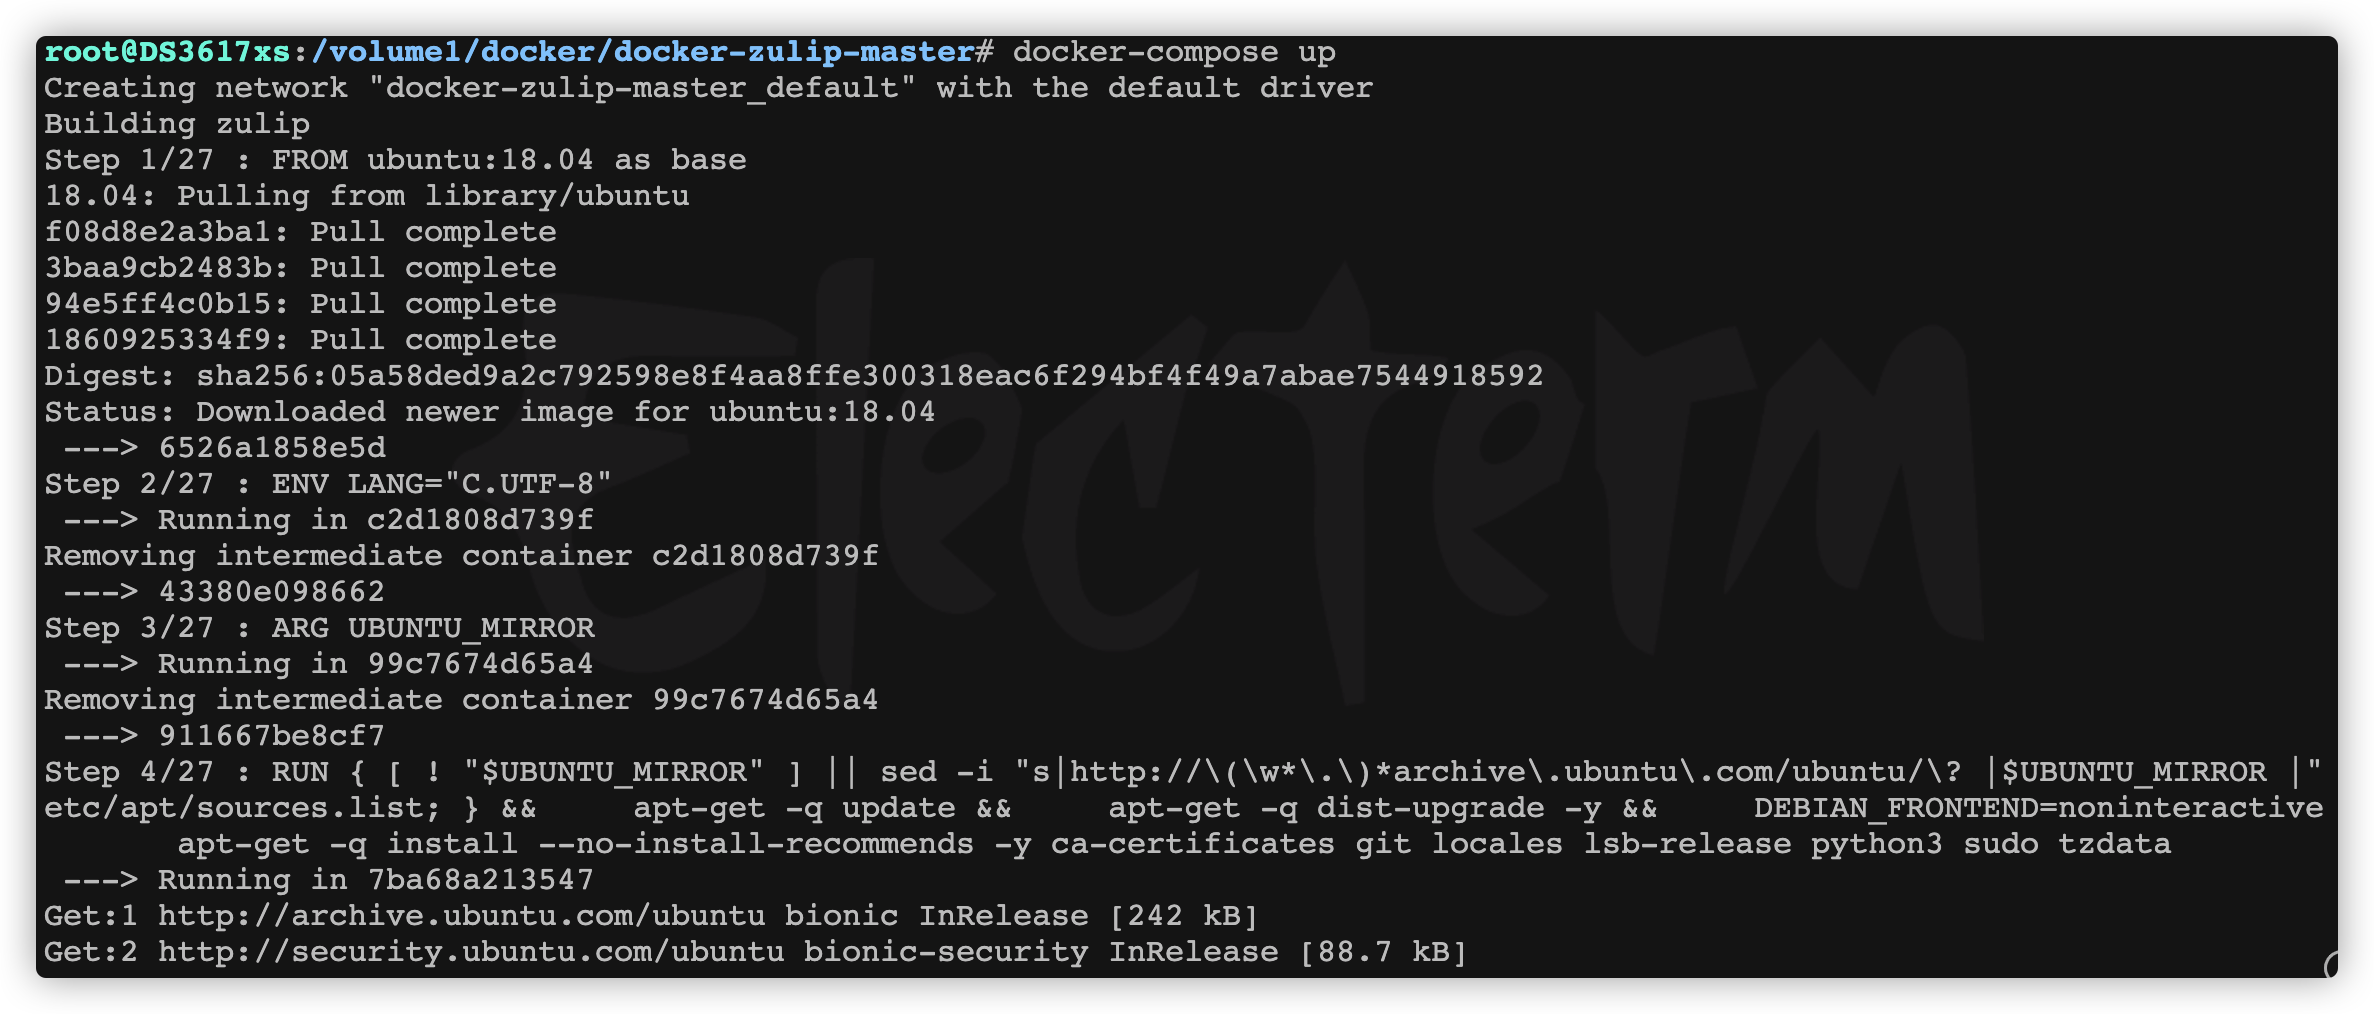 root@DS3617xs:/volume1/docker/docker-zulip-master# docker-compose up
Creating network "docker-zulip-master_default" with the default driver
Building zulip
Step 1/27 : FROM ubuntu:18.04 as base
18.04: Pulling from library/ubuntu
f08d8e2a3ba1: Pull complete
3baa9cb2483b: Pull complete
94e5ff4c0b15: Pull complete
1860925334f9: Pull complete
Digest: sha256:05a58ded9a2c792598e8f4aa8ffe300318eac6f294bf4f49a7abae7544918592
Status: Downloaded newer image for ubuntu:18.04
 ---> 6526a1858e5d
Step 2/27 : ENV LANG="C.UTF-8"
 ---> Running in c2d1808d739f
Removing intermediate container c2d1808d739f
 ---> 43380e098662
Step 3/27 : ARG UBUNTU_MIRROR
 ---> Running in 99c7674d65a4
Removing intermediate container 99c7674d65a4
 ---> 911667be8cf7
Step 4/27 : RUN { [ ! "$UBUNTU_MIRROR" ] || sed -i "s|http://\(\w*\.\)*archive\.ubuntu\.com/ubuntu/\? |$UBUNTU_MIRROR |"
etc/apt/sources.list; } &&     apt-get -q update &&     apt-get -q dist-upgrade -y &&     DEBIAN_FRONTEND=noninteractive
       apt-get -q install --no-install-recommends -y ca-certificates git locales lsb-release python3 sudo tzdata
 ---> Running in 7ba68a213547
Get:1 http://archive.ubuntu.com/ubuntu bionic InRelease [242 kB]
Get:2 http://security.ubuntu.com/ubuntu bionic-security InRelease [88.7 kB]
Electerm